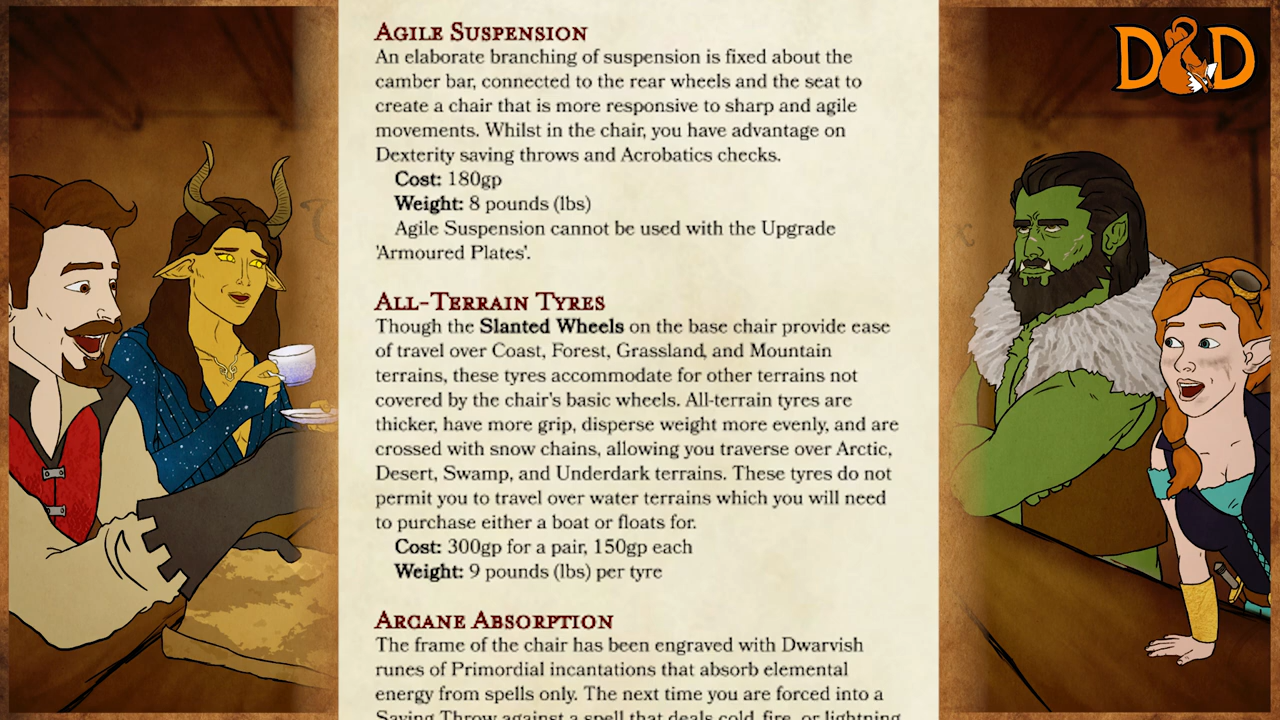 D&D
AGILE SUSPENSION
An elaborate branching of suspension is fixed about the
camber bar, connected to the rear wheels and the seat to
create a chair that is more responsive to sharp and agile
movements. Whilst in the chair, you have advantage on
Dexterity saving throws and Acrobatics checks.
Cost: 180gp
Weight: 8 pounds (lbs)
Agile Suspension cannot be used with the Upgrade
'Armoured Plates'.
ALL-TERRAIN TYRES
Though the Slanted Wheels on the base chair provide ease
of travel over Coast, Forest, Grassland, and Mountain
terrains, these tyres accommodate for other terrains not
covered by the chair's basic wheels. All-terrain tyres are
thicker, have more grip, disperse weight more evenly, and are
crossed with snow chains, allowing you traverse over Arctic,
Desert, Swamp, and Underdark terrains. These tyres do not
permit you to travel over water terrains which you will need
to purchase either a boat or floats for.
Cost: 300gp for a pair, 150gp each
Weight: 9 pounds (lbs) per tyre
ARCANE ABSORPTION
The frame of the chair has been engraved with Dwarvish
runes of Primordial incantations that absorb elemental
energy from spells only. The next time you are forced into a
Saving Throw against a spell that deals cold, fire, or lightning